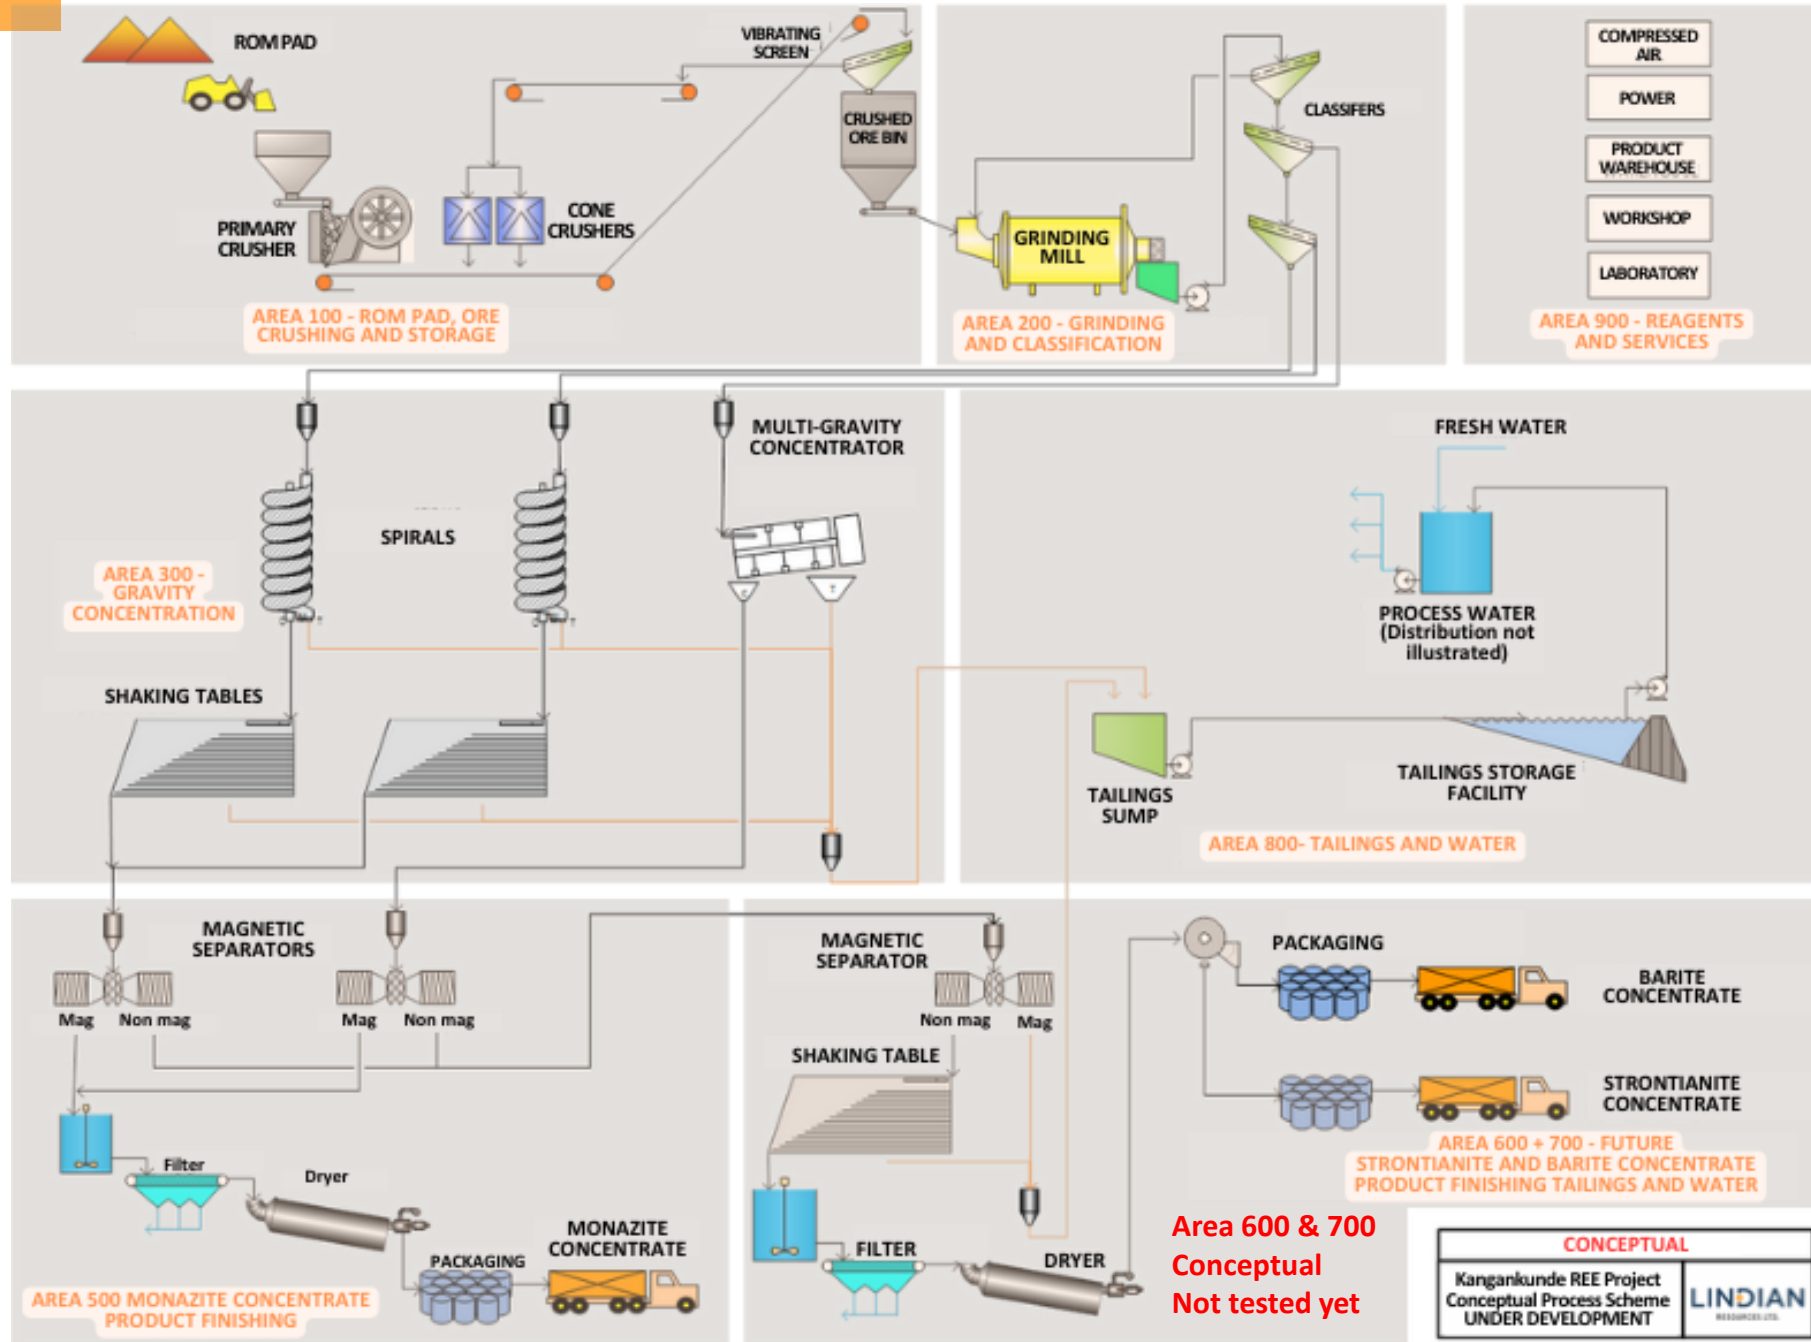 ROM PAD
VIBRATING
SCREEN
CRUSHED
ORE BIN
PRIMARY
CRUSHER
CONE
CRUSHERS
AREA 100 - ROM PAD, ORE
CRUSHING AND STORAGE
CLASSIFERS
GRINDING
MILL
AREA 200 - GRINDING
AND CLASSIFICATION
COMPRESSED
AIR
POWER
PRODUCT
WAREHOUSE
WORKSHOP
LABORATORY
AREA 900 - REAGENTS
AND SERVICES
MULTI-GRAVITY
CONCENTRATOR
SPIRALS
AREA 300 -
GRAVITY
CONCENTRATION
C
T
SHAKING TABLES
FRESH WATER
PROCESS WATER
(Distribution not
illustrated)
TAILINGS
SUMP
TAILINGS STORAGE
FACILITY
AREA 800- TAILINGS AND WATER
MAGNETIC
SEPARATORS
Mag
Non mag
Mag
Non mag
Filter
Dryer
PACKAGING
MONAZITE
CONCENTRATE
AREA 500 MONAZITE CONCENTRATE
PRODUCT FINISHING
MAGNETIC
SEPARATOR
Non mag
Mag
SHAKING TABLE
FILTER
DRYER
PACKAGING
BARITE
CONCENTRATE
STRONTIANITE
CONCENTRATE
AREA 600 + 700 - FUTURE
STRONTIANITE AND BARITE CONCENTRATE
PRODUCT FINISHING TAILINGS AND WATER
Area 600 & 700
Conceptual
Not tested yet
CONCEPTUAL
Kangankunde REE Project
Conceptual Process Scheme
UNDER DEVELOPMENT
LINDIAN
RESOURCES LTD.